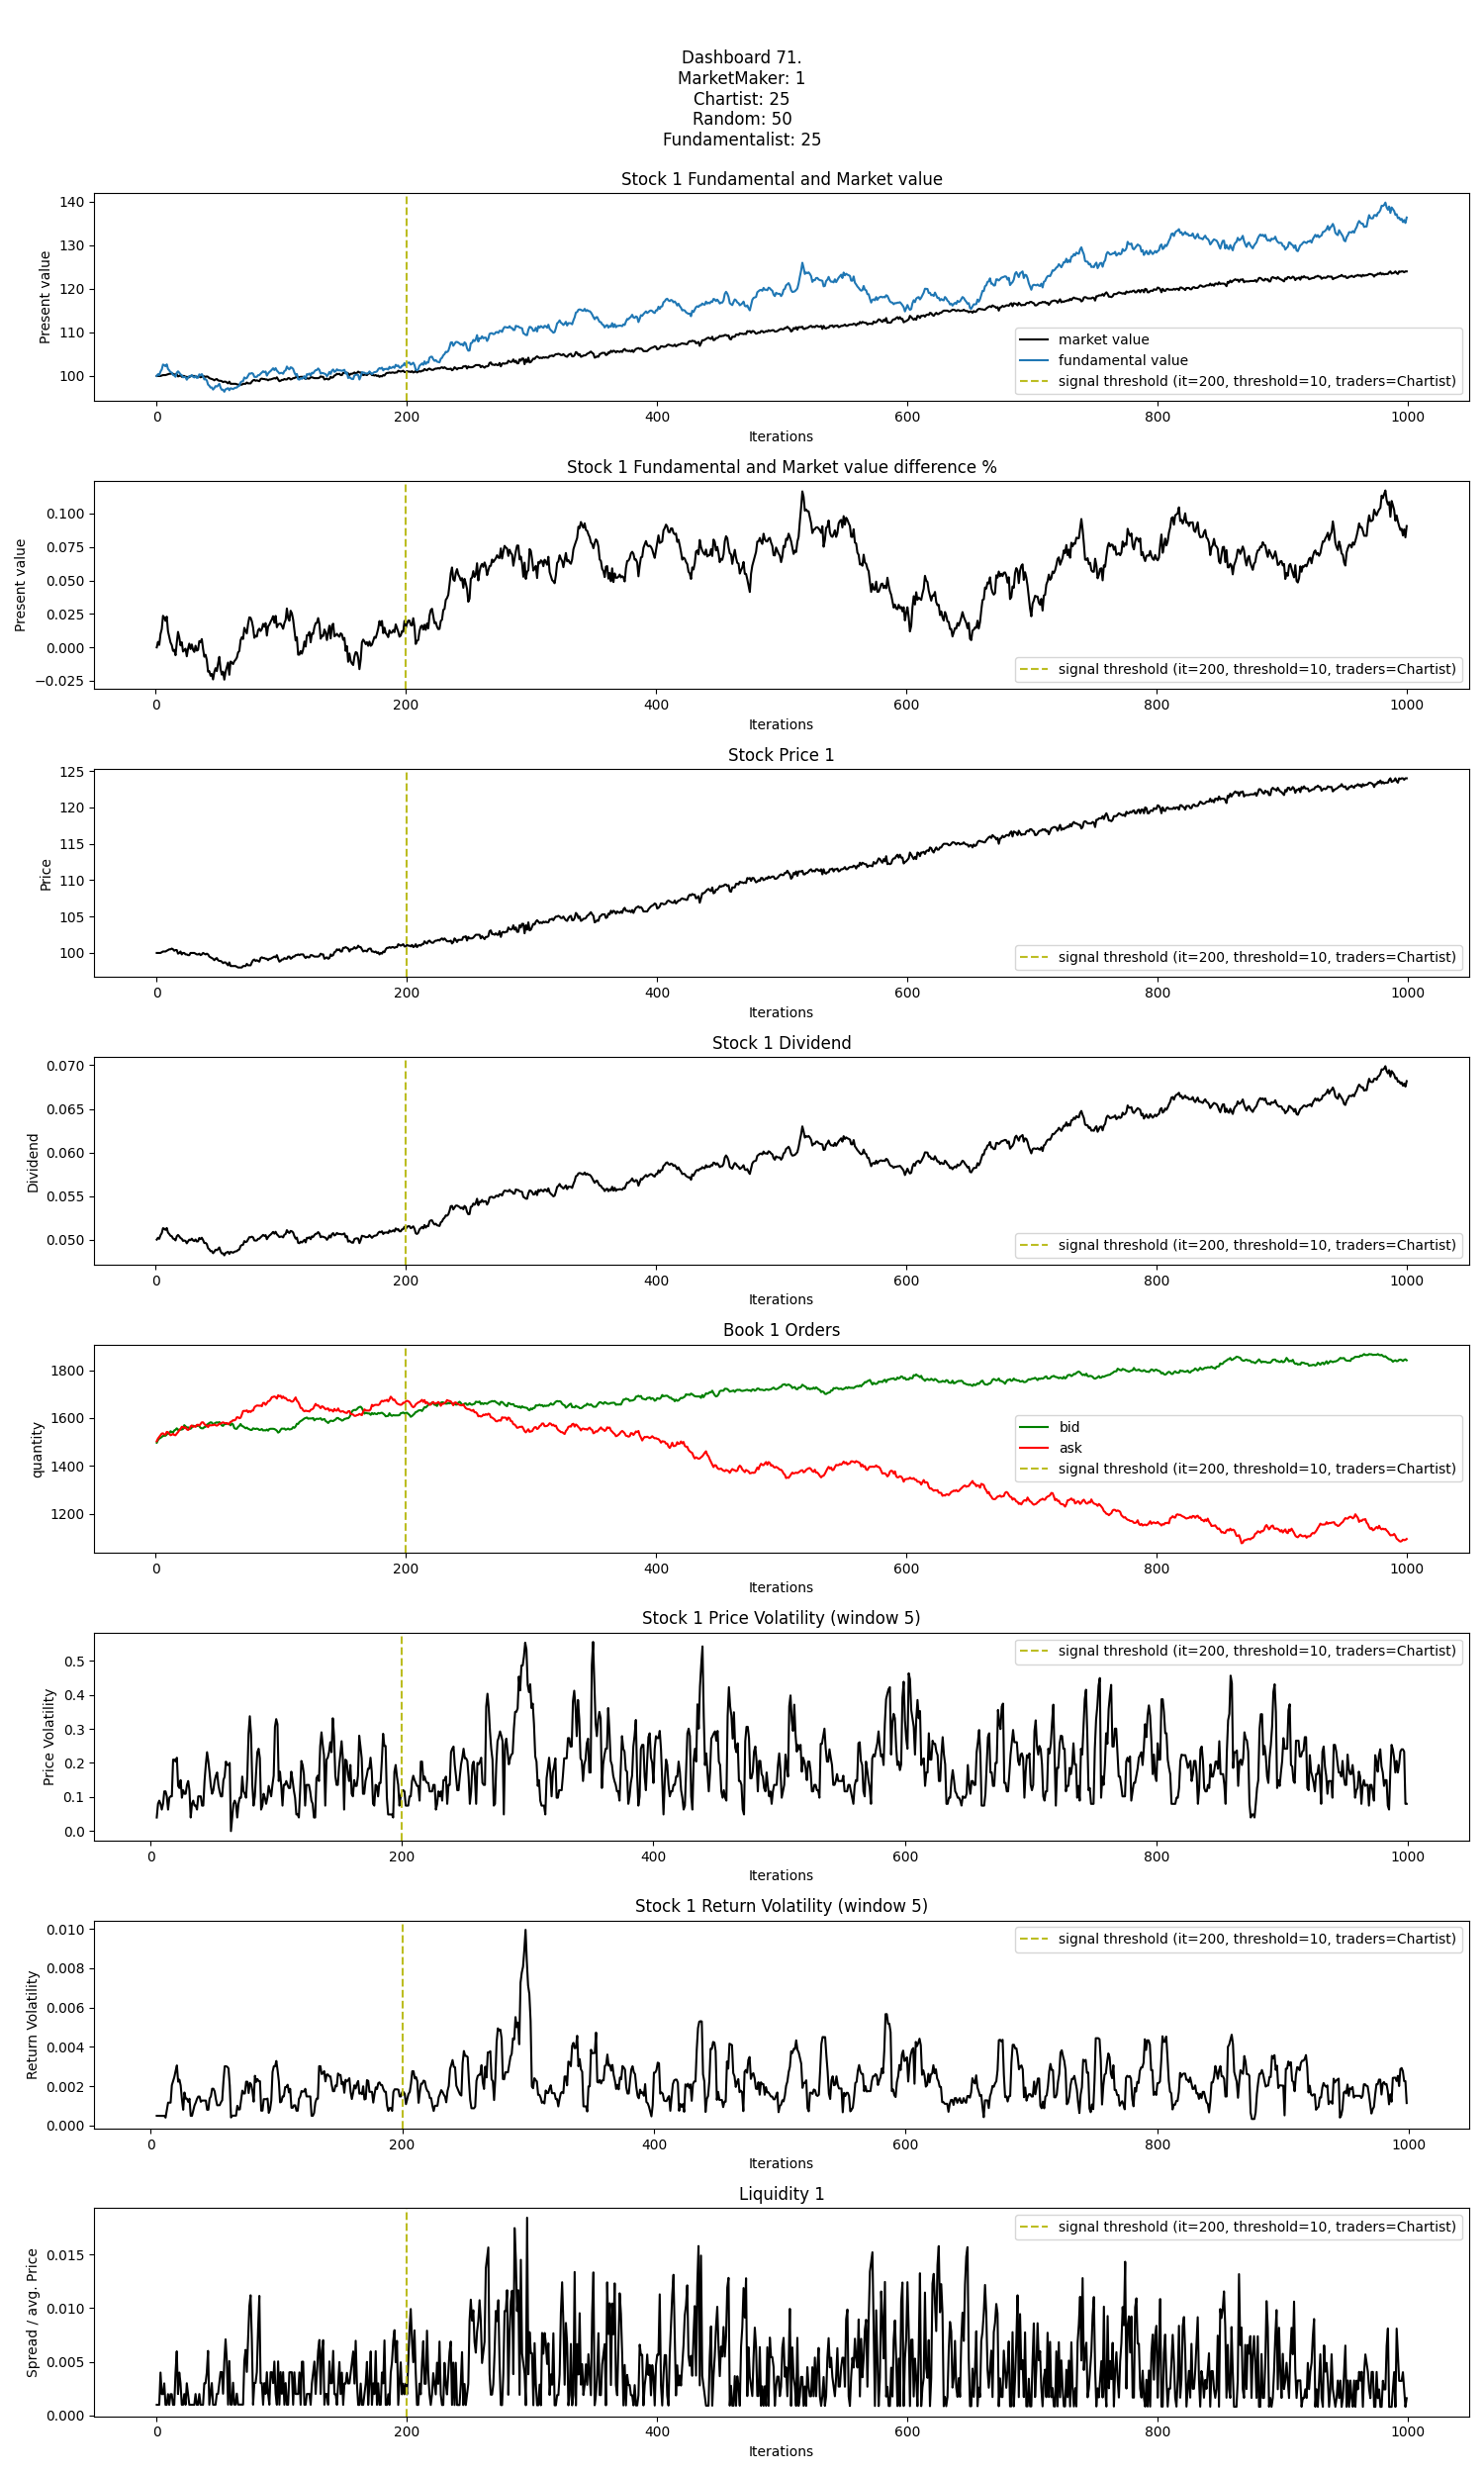 Dashboard 71.
MarketMaker: 1
Chartist: 25
Random: 50
Fundamentalist: 25
Stock 1 Fundamental and Market value
140
130
120
110
100
Present value
market value
fundamental value
signal threshold (it=200, threshold=10, traders=Chartist)
0 200 400 600 800 1000
Iterations
Stock 1 Fundamental and Market value difference %
0.100
0.075
0.050
0.025
0.000
−0.025
Present value
signal threshold (it=200, threshold=10, traders=Chartist)
0 200 400 600 800 1000
Iterations
Stock Price 1
125
120
115
110
105
100
Price
signal threshold (it=200, threshold=10, traders=Chartist)
0 200 400 600 800 1000
Iterations
Stock 1 Dividend
0.070
0.065
0.060
0.055
0.050
Dividend
signal threshold (it=200, threshold=10, traders=Chartist)
0 200 400 600 800 1000
Iterations
Book 1 Orders
1800
1600
1400
1200
quantity
bid
ask
signal threshold (it=200, threshold=10, traders=Chartist)
0 200 400 600 800 1000
Iterations
Stock 1 Price Volatility (window 5)
0.5
0.4
0.3
0.2
0.1
0.0
Price Volatility
signal threshold (it=200, threshold=10, traders=Chartist)
0 200 400 600 800 1000
Iterations
Stock 1 Return Volatility (window 5)
0.010
0.008
0.006
0.004
0.002
0.000
Return Volatility
signal threshold (it=200, threshold=10, traders=Chartist)
0 200 400 600 800 1000
Iterations
Liquidity 1
0.015
0.010
0.005
0.000
Spread / avg. Price
signal threshold (it=200, threshold=10, traders=Chartist)
0 200 400 600 800 1000
Iterations